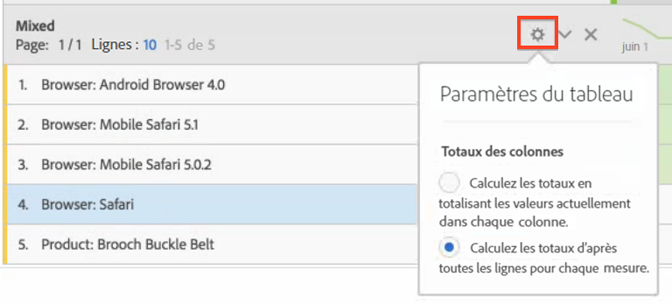 Mixed
Page: 1 / 1 Lignes : 10 1-5 de 5
juin 1
1. Browser: Android Browser 4.0
2. Browser: Mobile Safari 5.1
3. Browser: Mobile Safari 5.0.2
4. Browser: Safari
5. Product: Brooch Buckle Belt
Paramètres du tableau
Totaux des colonnes
Calculez les totaux en
totalisant les valeurs actuellement
dans chaque colonne.
Calculez les totaux d'après
toutes les lignes pour chaque mesure.